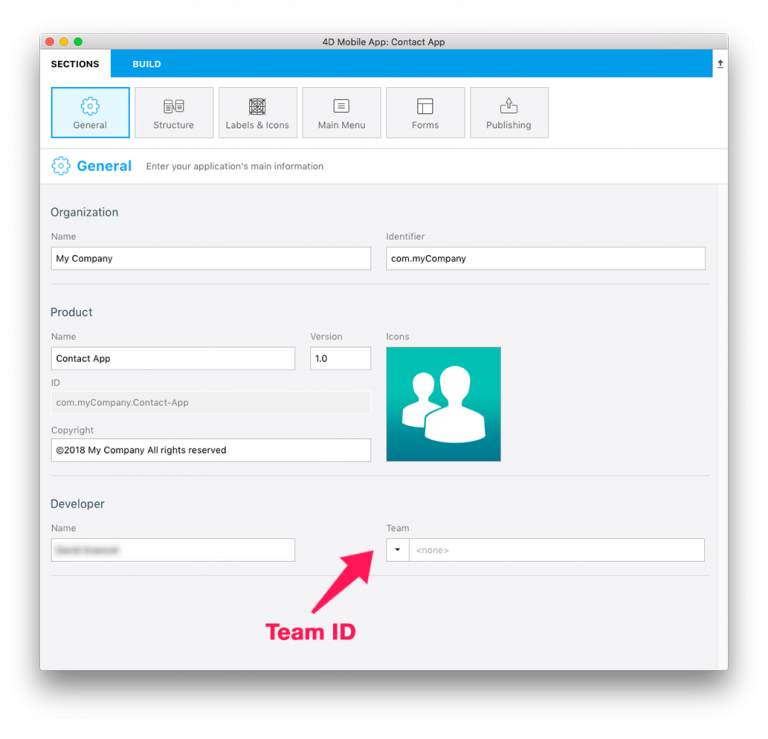 4D Mobile App: Contact App
SECTIONS BUILD
General Structure Labels & Icons Main Menu Forms Publishing
General Enter your application's main information
Organization
Name Identifier
My Company com.myCompany
Product
Name Version Icons
Contact App 1.0
ID
com.myCompany.Contact-App
Copyright
©2018 My Company All rights reserved
Developer
Name Team
<none>
Team ID